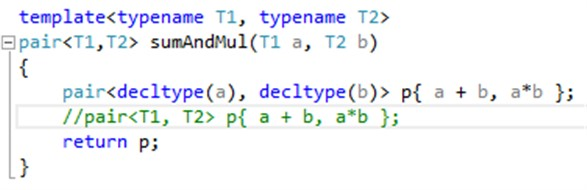 template<typename T1, typename T2>
pair<T1,T2> sumAndMul(T1 a, T2 b)
{
    pair<decltype(a), decltype(b)> p{ a + b, a*b };
    //pair<T1, T2> p{ a + b, a*b };
    return p;
}